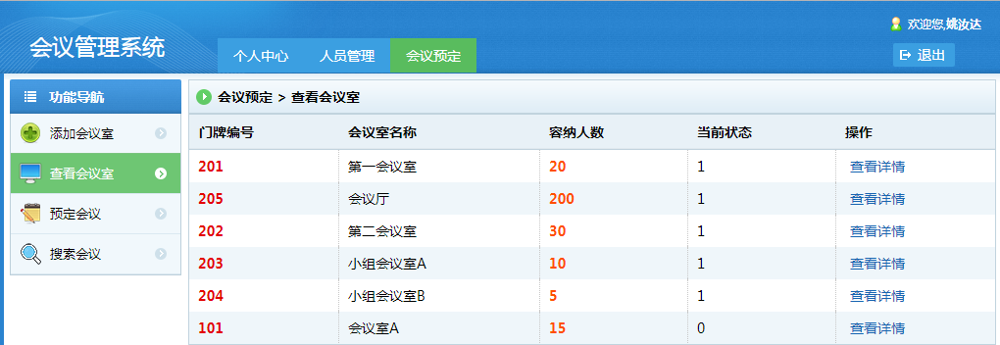 欢迎您,姚汝达
会议管理系统
个人中心 人员管理 会议预定
退出
功能导航
添加会议室
查看会议室
预定会议
搜索会议
会议预定 > 查看会议室
门牌编号 会议室名称 容纳人数 当前状态 操作
201 第一会议室 20 1 查看详情
205 会议厅 200 1 查看详情
202 第二会议室 30 1 查看详情
203 小组会议室A 10 1 查看详情
204 小组会议室B 5 1 查看详情
101 会议室A 15 0 查看详情